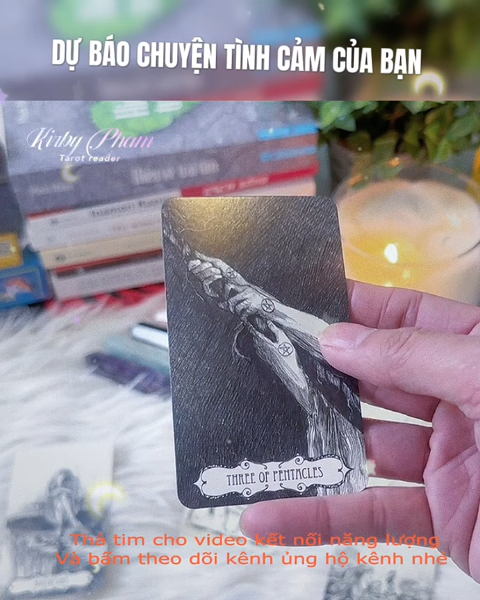 DỰ BÁO CHUYỆN TÌNH CẢM CỦA BẠN
Kirby Pham
Tarot reader
THREE OF PENTACLES
Thả tim cho video kết nối năng lượng
Và bấm theo dõi kênh ủng hộ kênh nhe